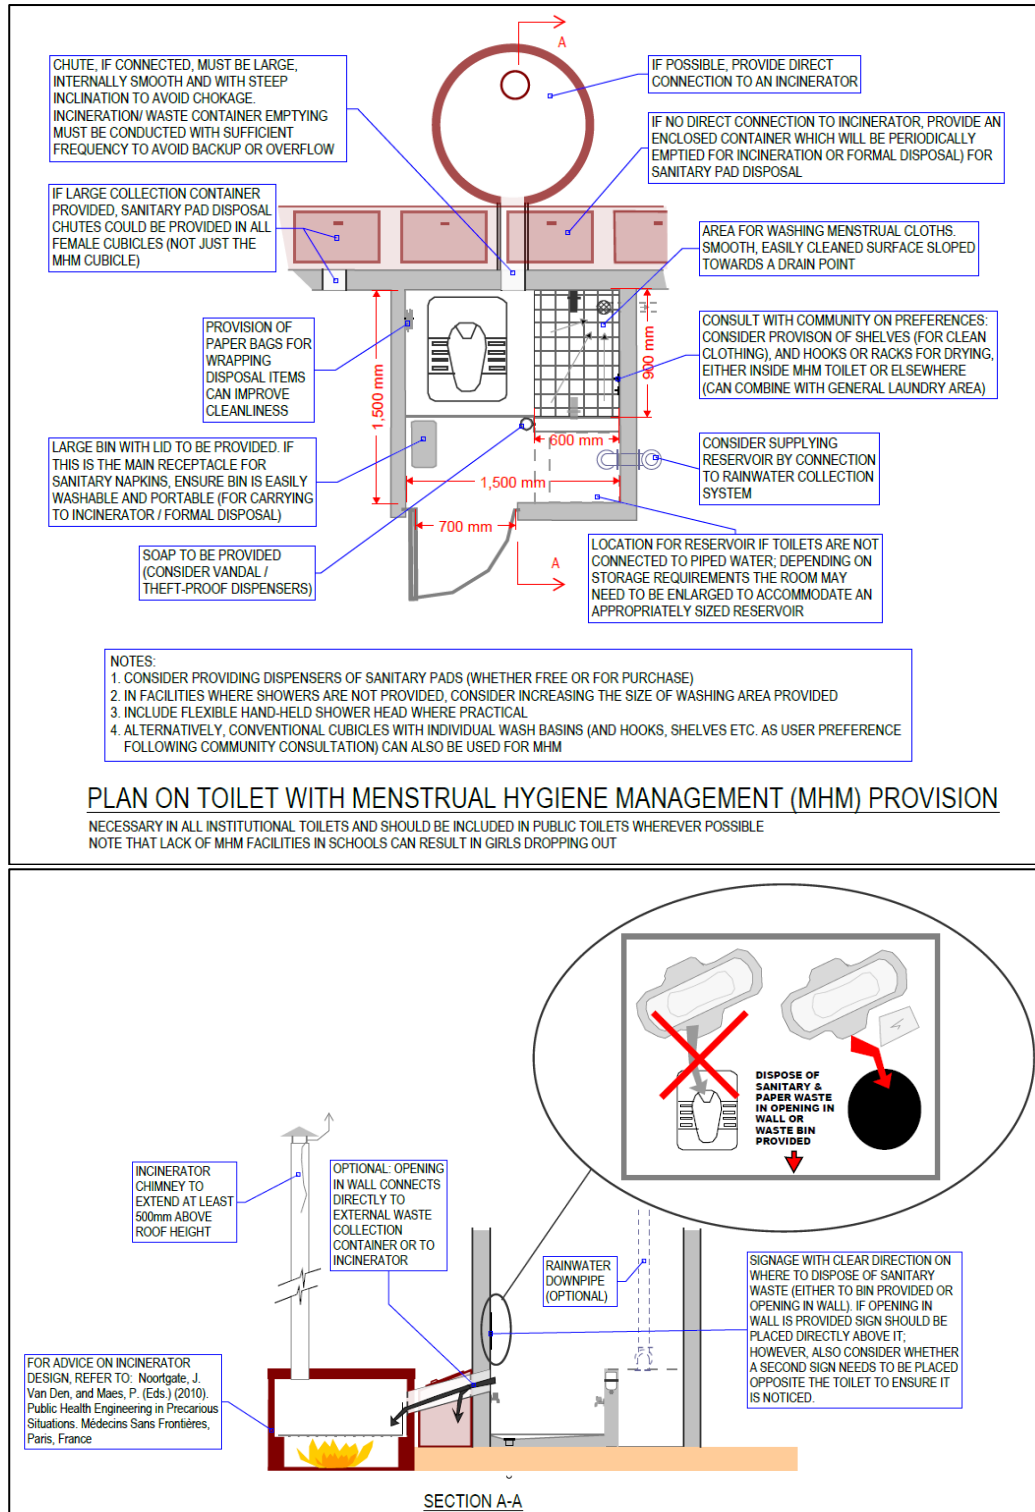 A
CHUTE, IF CONNECTED, MUST BE LARGE,
INTERNALLY SMOOTH AND WITH STEEP
INCLINATION TO AVOID CHOKAGE.
INCINERATION/ WASTE CONTAINER EMPTYING
MUST BE CONDUCTED WITH SUFFICIENT
FREQUENCY TO AVOID BACKUP OR OVERFLOW
IF POSSIBLE, PROVIDE DIRECT
CONNECTION TO AN INCINERATOR
IF NO DIRECT CONNECTION TO INCINERATOR, PROVIDE AN
ENCLOSED CONTAINER WHICH WILL BE PERIODICALLY
EMPTIED FOR INCINERATION OR FORMAL DISPOSAL) FOR
SANITARY PAD DISPOSAL
IF LARGE COLLECTION CONTAINER
PROVIDED, SANITARY PAD DISPOSAL
CHUTES COULD BE PROVIDED IN ALL
FEMALE CUBICLES (NOT JUST THE
MHM CUBICLE)
AREA FOR WASHING MENSTRUAL CLOTHS.
SMOOTH, EASILY CLEANED SURFACE SLOPED
TOWARDS A DRAIN POINT
PROVISION OF
PAPER BAGS FOR
WRAPPING
DISPOSAL ITEMS
CAN IMPROVE
CLEANLINESS
1,500 mm
900 mm
CONSULT WITH COMMUNITY ON PREFERENCES:
CONSIDER PROVISON OF SHELVES (FOR CLEAN
CLOTHING), AND HOOKS OR RACKS FOR DRYING,
EITHER INSIDE MHM TOILET OR ELSEWHERE
(CAN COMBINE WITH GENERAL LAUNDRY AREA)
LARGE BIN WITH LID TO BE PROVIDED. IF
THIS IS THE MAIN RECEPTACLE FOR
SANITARY NAPKINS, ENSURE BIN IS EASILY
WASHABLE AND PORTABLE (FOR CARRYING
TO INCINERATOR / FORMAL DISPOSAL)
600 mm
1,500 mm
CONSIDER SUPPLYING
RESERVOIR BY CONNECTION
TO RAINWATER COLLECTION
SYSTEM
700 mm
SOAP TO BE PROVIDED
(CONSIDER VANDAL /
THEFT-PROOF DISPENSERS)
A
LOCATION FOR RESERVOIR IF TOILETS ARE NOT
CONNECTED TO PIPED WATER; DEPENDING ON
STORAGE REQUIREMENTS THE ROOM MAY
NEED TO BE ENLARGED TO ACCOMMODATE AN
APPROPRIATELY SIZED RESERVOIR
NOTES:
1. CONSIDER PROVIDING DISPENSERS OF SANITARY PADS (WHETHER FREE OR FOR PURCHASE)
2. IN FACILITIES WHERE SHOWERS ARE NOT PROVIDED, CONSIDER INCREASING THE SIZE OF WASHING AREA PROVIDED
3. INCLUDE FLEXIBLE HAND-HELD SHOWER HEAD WHERE PRACTICAL
4. ALTERNATIVELY, CONVENTIONAL CUBICLES WITH INDIVIDUAL WASH BASINS (AND HOOKS, SHELVES ETC. AS USER PREFERENCE
FOLLOWING COMMUNITY CONSULTATION) CAN ALSO BE USED FOR MHM
PLAN ON TOILET WITH MENSTRUAL HYGIENE MANAGEMENT (MHM) PROVISION
NECESSARY IN ALL INSTITUTIONAL TOILETS AND SHOULD BE INCLUDED IN PUBLIC TOILETS WHEREVER POSSIBLE
NOTE THAT LACK OF MHM FACILITIES IN SCHOOLS CAN RESULT IN GIRLS DROPPING OUT
DISPOSE OF
SANITARY &
PAPER WASTE
IN OPENING IN
WALL OR
WASTE BIN
PROVIDED
INCINERATOR
CHIMNEY TO
EXTEND AT LEAST
500mm ABOVE
ROOF HEIGHT
OPTIONAL: OPENING
IN WALL CONNECTS
DIRECTLY TO
EXTERNAL WASTE
COLLECTION
CONTAINER OR TO
INCINERATOR
RAINWATER
DOWNPIPE
(OPTIONAL)
SIGNAGE WITH CLEAR DIRECTION ON
WHERE TO DISPOSE OF SANITARY
WASTE (EITHER TO BIN PROVIDED OR
OPENING IN WALL). IF OPENING IN
WALL IS PROVIDED SIGN SHOULD BE
PLACED DIRECTLY ABOVE IT;
HOWEVER, ALSO CONSIDER WHETHER
A SECOND SIGN NEEDS TO BE PLACED
OPPOSITE THE TOILET TO ENSURE IT
IS NOTICED.
FOR ADVICE ON INCINERATOR
DESIGN, REFER TO: Noortgate, J.
Van Den, and Maes, P. (Eds.) (2010).
Public Health Engineering in Precarious
Situations. Médecins Sans Frontières,
Paris, France
SECTION A-A